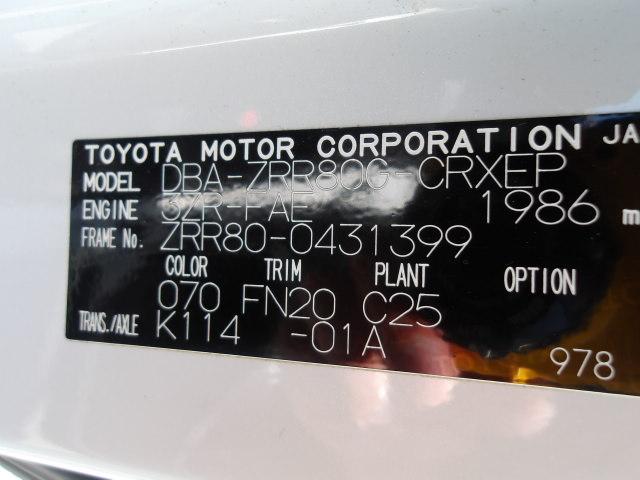 TOYOTA MOTOR CORPORATION JA
MODEL DBA-ZRR80G-CRXEP
ENGINE 3ZR-FAE 1986 m
FRAME No. ZRR80-0431399
COLOR TRIM PLANT OPTION
070 FN20 C25
TRANS./AXLE K114 -01A
978